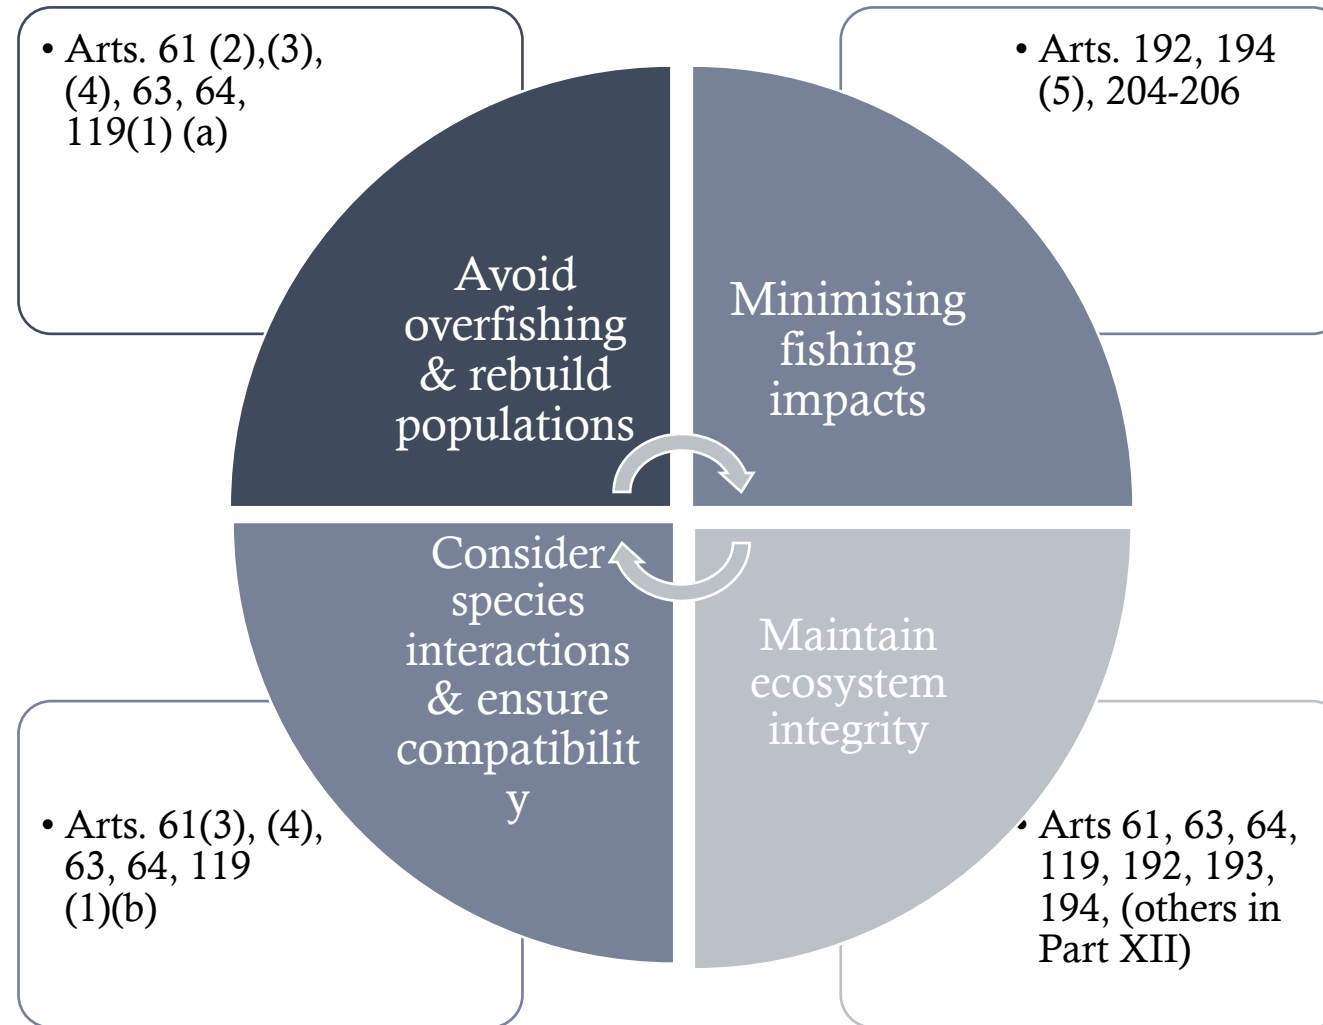 • Arts. 61 (2),(3),
(4), 63, 64,
119(1) (a)
• Arts. 192, 194
(5), 204-206
Avoid
overfishing
& rebuild
populations
Minimising
fishing
impacts
Consider
species
interactions
& ensure
compatibilit
y
Maintain
ecosystem
integrity
• Arts. 61(3), (4),
63, 64, 119
(1)(b)
• Arts 61, 63, 64,
119, 192, 193,
194, (others in
Part XII)